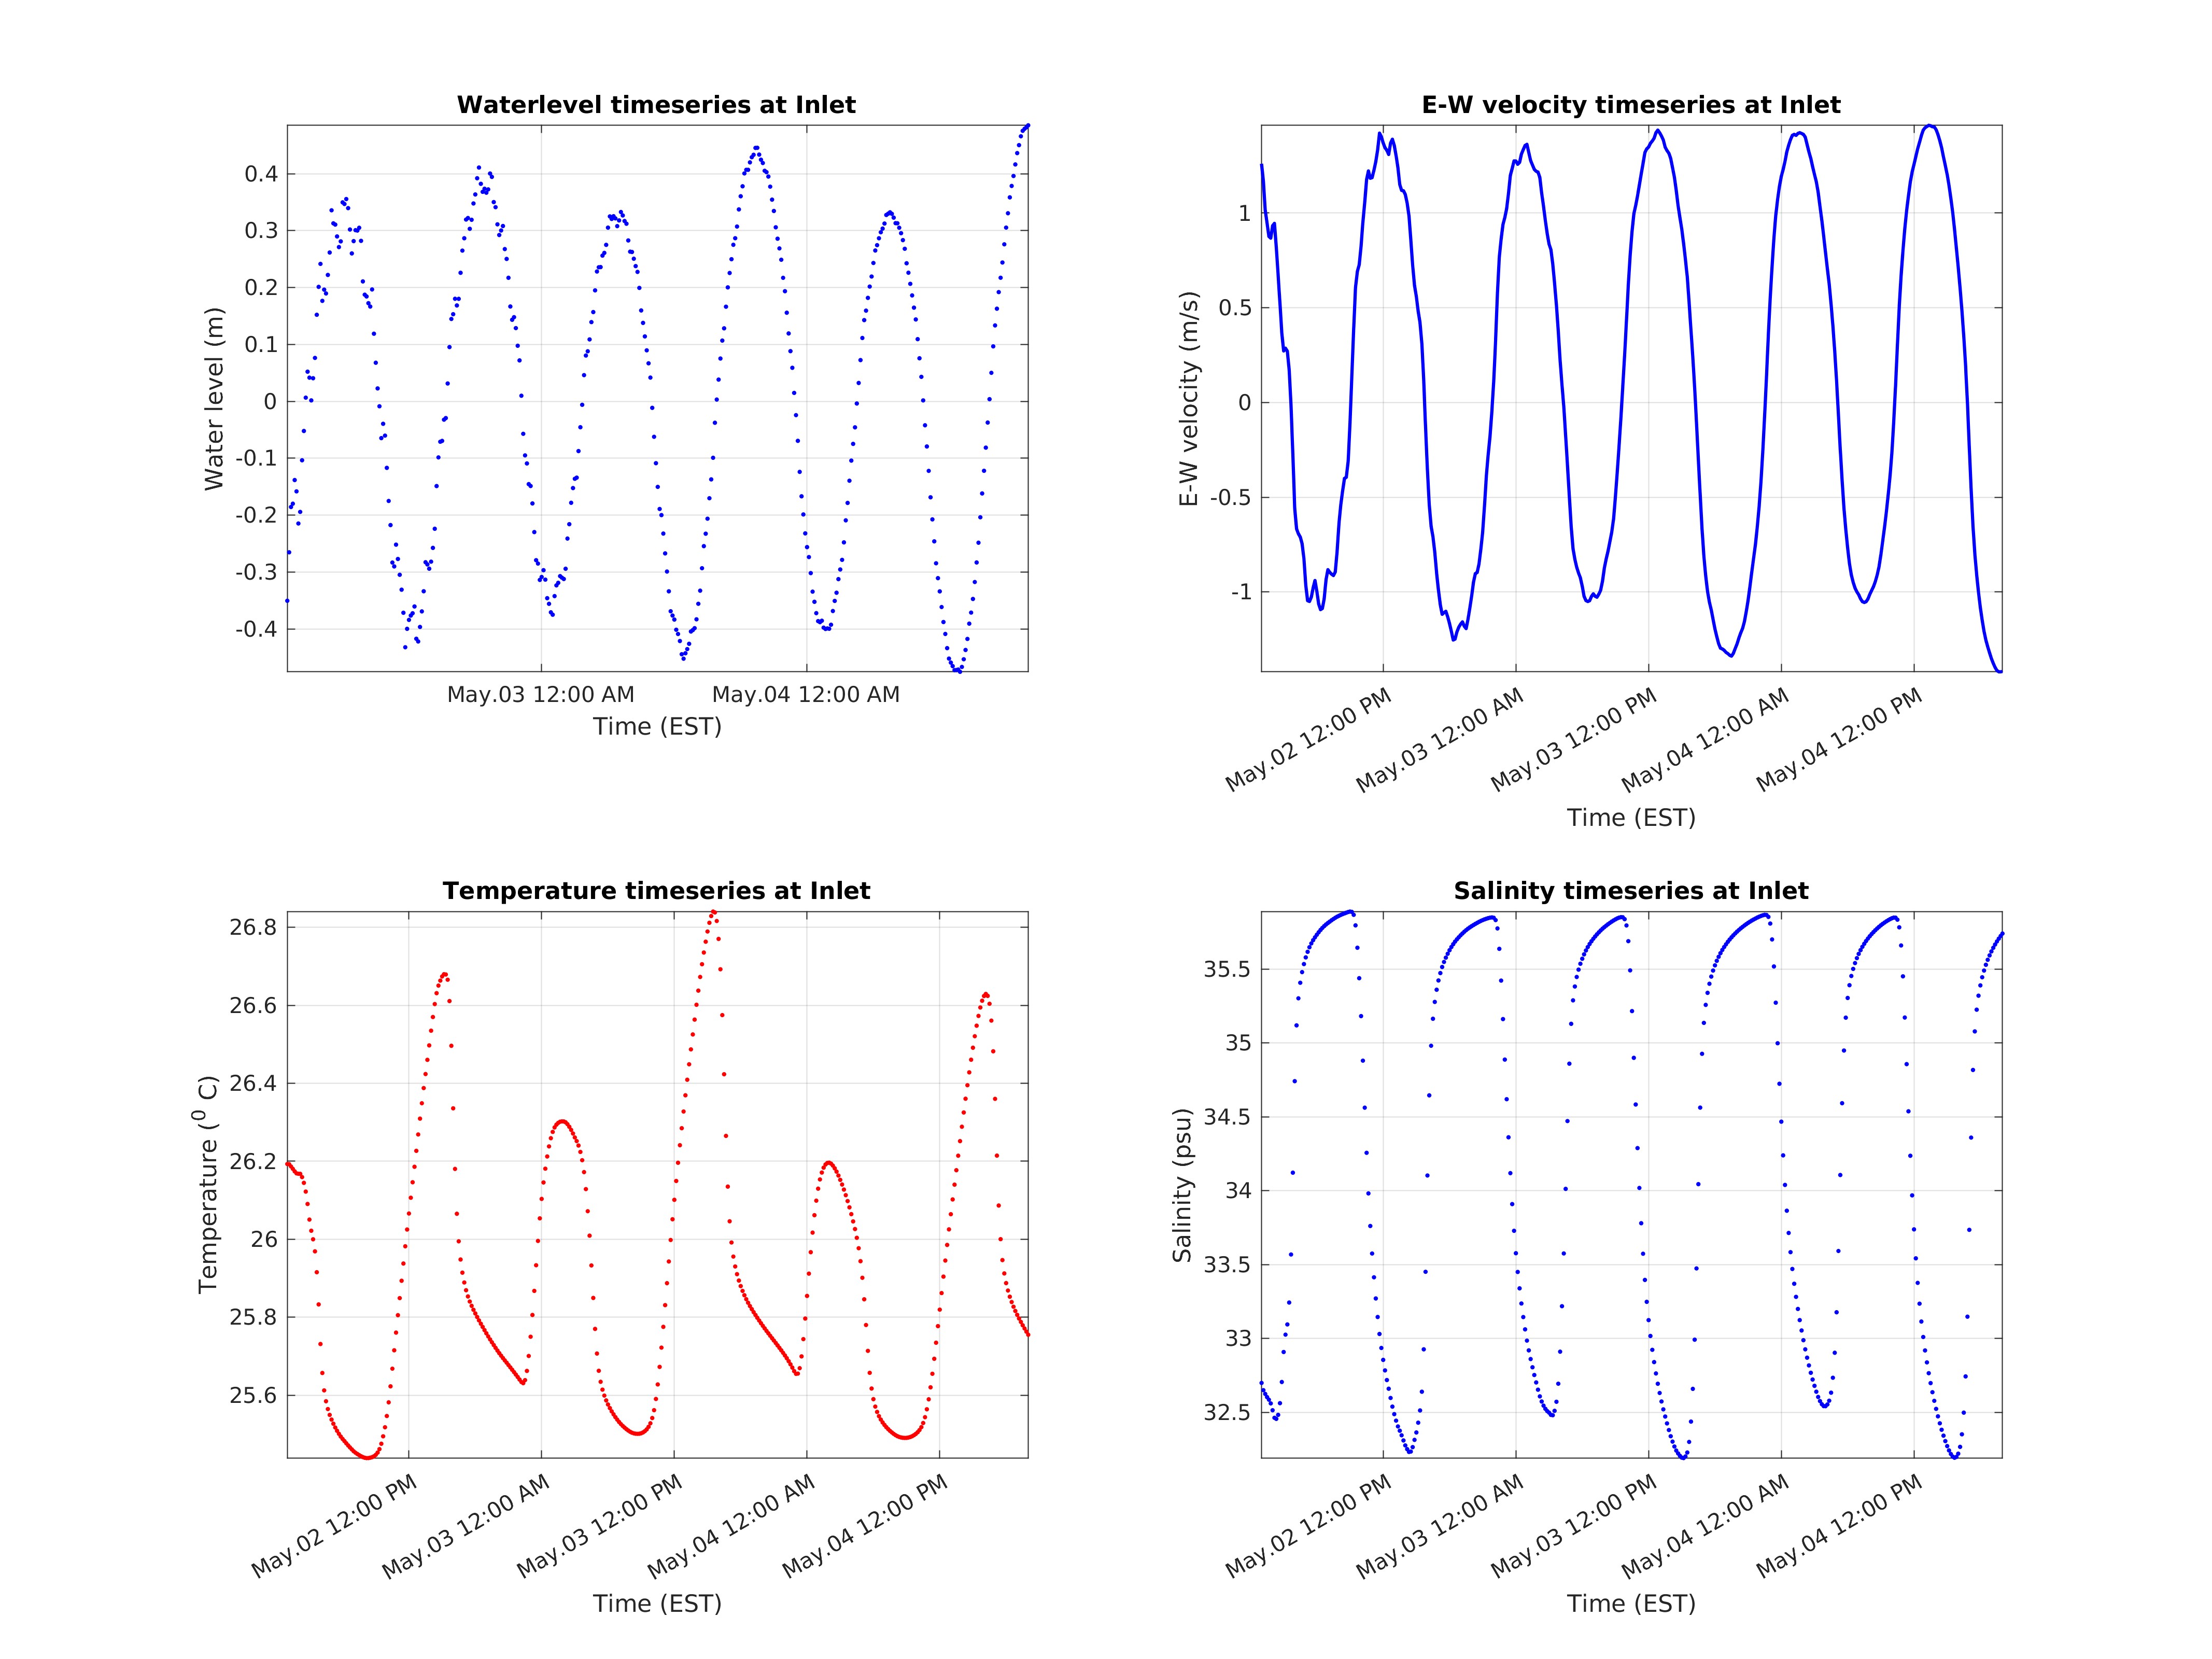 Waterlevel timeseries at Inlet
Water level (m)
0.4
0.3
0.2
0.1
0
-0.1
-0.2
-0.3
-0.4
May.03 12:00 AM
May.04 12:00 AM
Time (EST)
E-W velocity timeseries at Inlet
E-W velocity (m/s)
1
0.5
0
-0.5
-1
May.02 12:00 PM
May.03 12:00 AM
May.03 12:00 PM
May.04 12:00 AM
May.04 12:00 PM
Time (EST)
Temperature timeseries at Inlet
Temperature (⁰ C)
26.8
26.6
26.4
26.2
26
25.8
25.6
May.02 12:00 PM
May.03 12:00 AM
May.03 12:00 PM
May.04 12:00 AM
May.04 12:00 PM
Time (EST)
Salinity timeseries at Inlet
Salinity (psu)
35.5
35
34.5
34
33.5
33
32.5
May.02 12:00 PM
May.03 12:00 AM
May.03 12:00 PM
May.04 12:00 AM
May.04 12:00 PM
Time (EST)